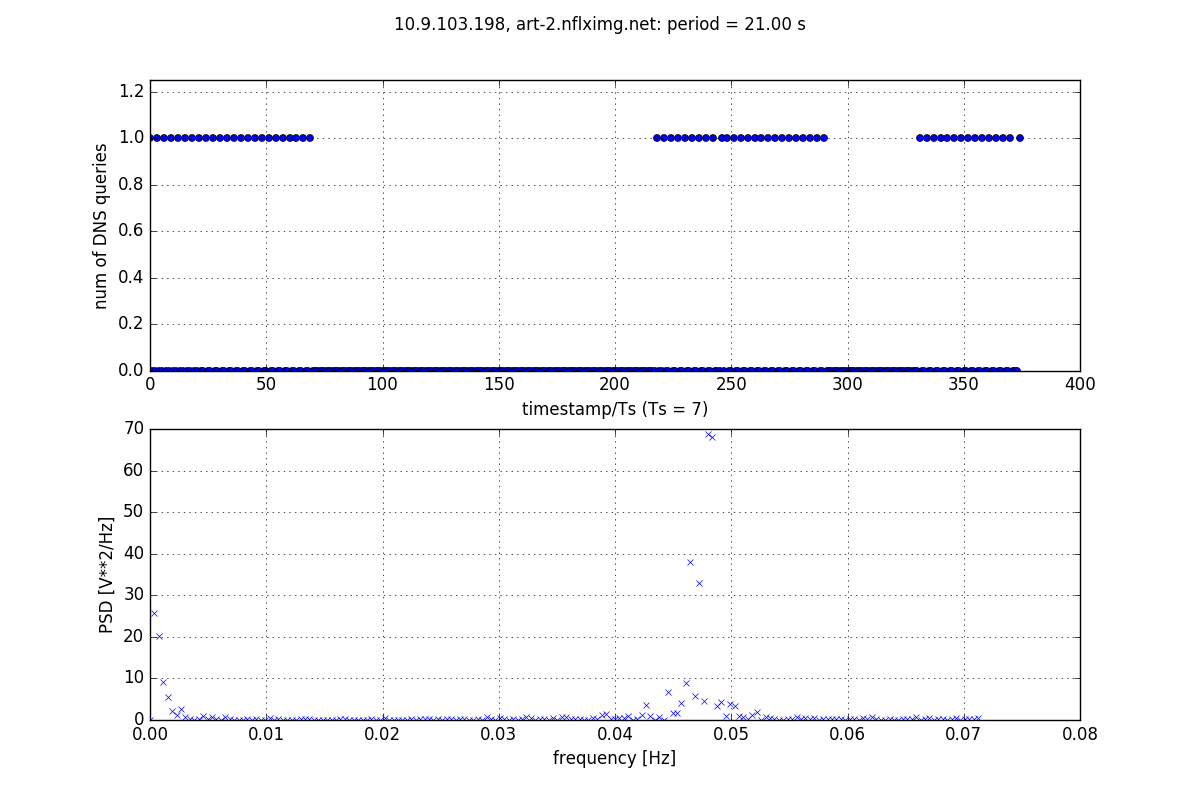 10.9.103.198, art-2.nflximg.net: period = 21.00 s
1.2
1.0
0.8
0.6
0.4
0.2
0.0
num of DNS queries
0 50 100 150 200 250 300 350 400
timestamp/Ts (Ts = 7)
70
60
50
40
30
20
10
0
PSD [V**2/Hz]
0.00 0.01 0.02 0.03 0.04 0.05 0.06 0.07 0.08
frequency [Hz]